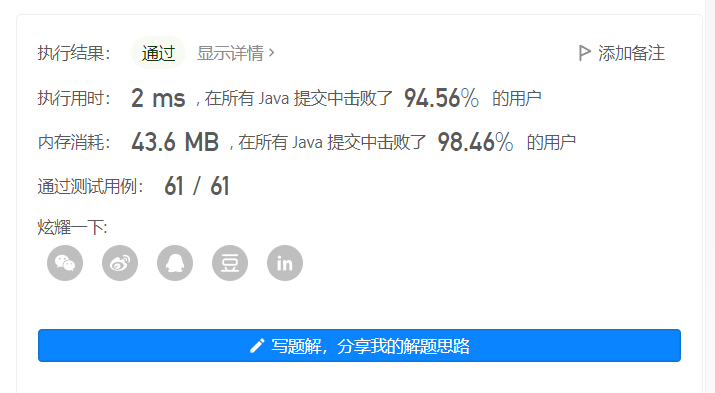 执行结果： 通过 显示详情 › 添加备注
执行用时： 2 ms , 在所有 Java 提交中击败了 94.56% 的用户
内存消耗： 43.6 MB , 在所有 Java 提交中击败了 98.46% 的用户
通过测试用例： 61 / 61
炫耀一下:
豆 in
写题解，分享我的解题思路